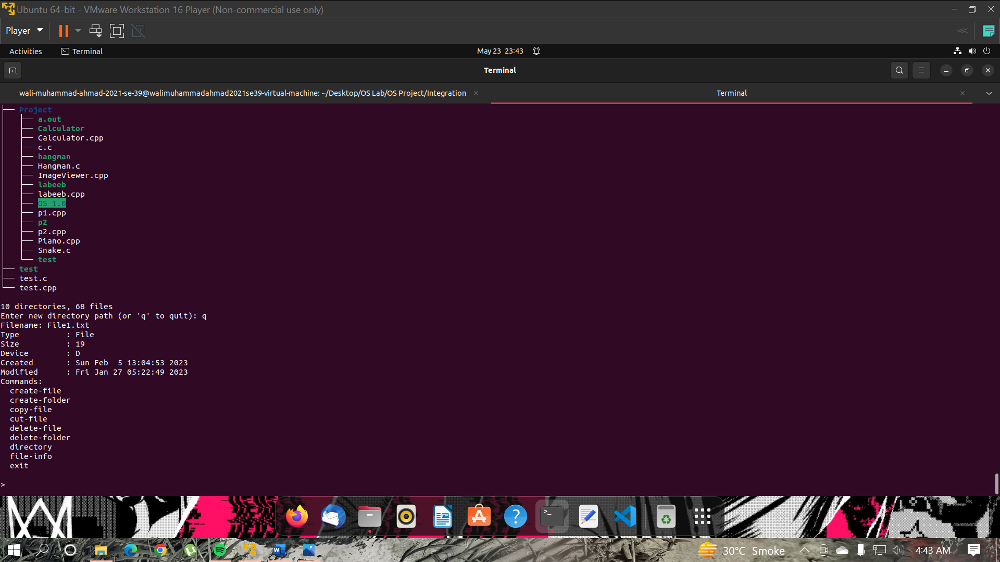 Ubuntu 64-bit - VMware Workstation 16 Player (Non-commercial use only)
Player
Activities
Terminal
May 23 23:43
Terminal
wali-muhammad-ahmad-2021-se-39@walimuhammadahmad2021se39-virtual-machine: ~/Desktop/OS Lab/OS Project/Integration
Terminal
├── Project
│   ├── a.out
│   ├── Calculator
│   ├── Calculator.cpp
│   ├── c.c
│   ├── hangman
│   ├── Hangman.c
│   ├── ImageViewer.cpp
│   ├── labeeb
│   ├── labeeb.cpp
│   ├── OS 1.0
│   ├── p1.cpp
│   ├── p2
│   ├── p2.cpp
│   ├── Piano.cpp
│   ├── Snake.c
│   └── test
├── test
├── test.c
└── test.cpp
10 directories, 68 files
Enter new directory path (or 'q' to quit): q
Filename: File1.txt
Type          : File
Size          : 19
Device        : D
Created       : Sun Feb  5 13:04:53 2023
Modified      : Fri Jan 27 05:22:49 2023
Commands:
  create-file
  create-folder
  copy-file
  cut-file
  delete-file
  delete-folder
  directory
  file-info
  exit
>
30°C Smoke
4:43 AM